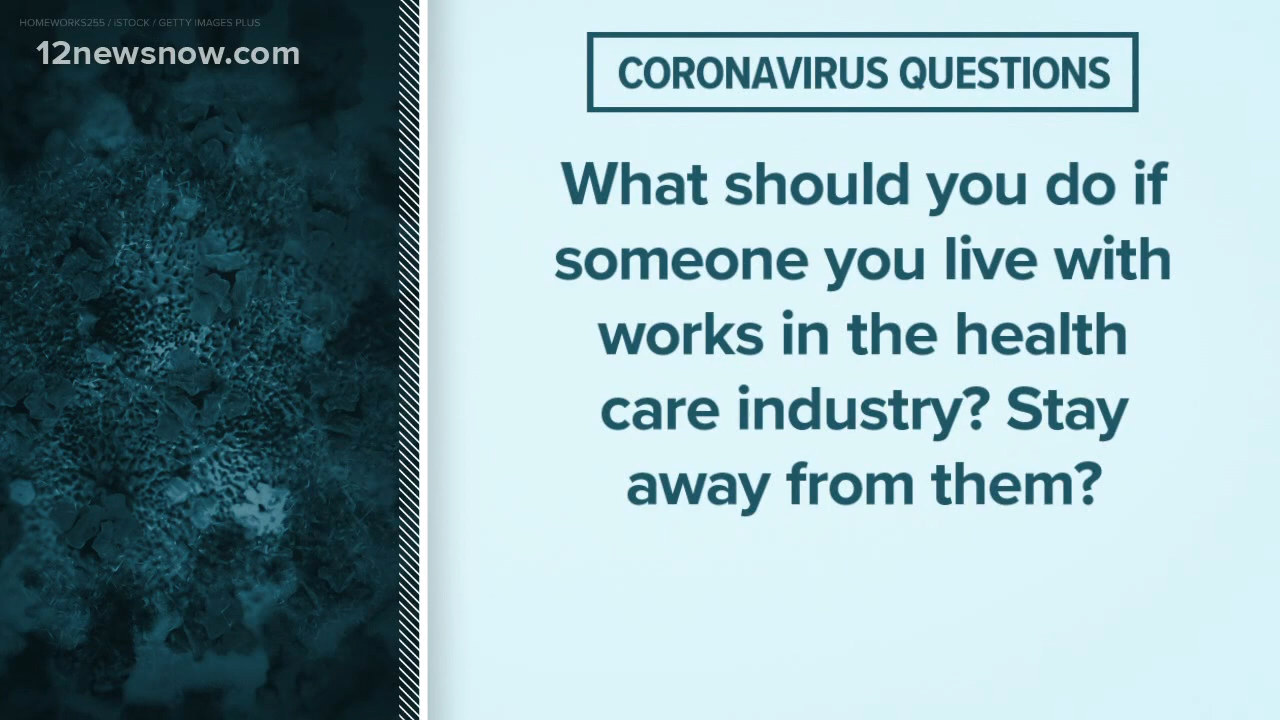 HOMEWORKS255 / iSTOCK / GETTY IMAGES PLUS
12newsnow.com
CORONAVIRUS QUESTIONS
What should you do if
someone you live with
works in the health
care industry? Stay
away from them?